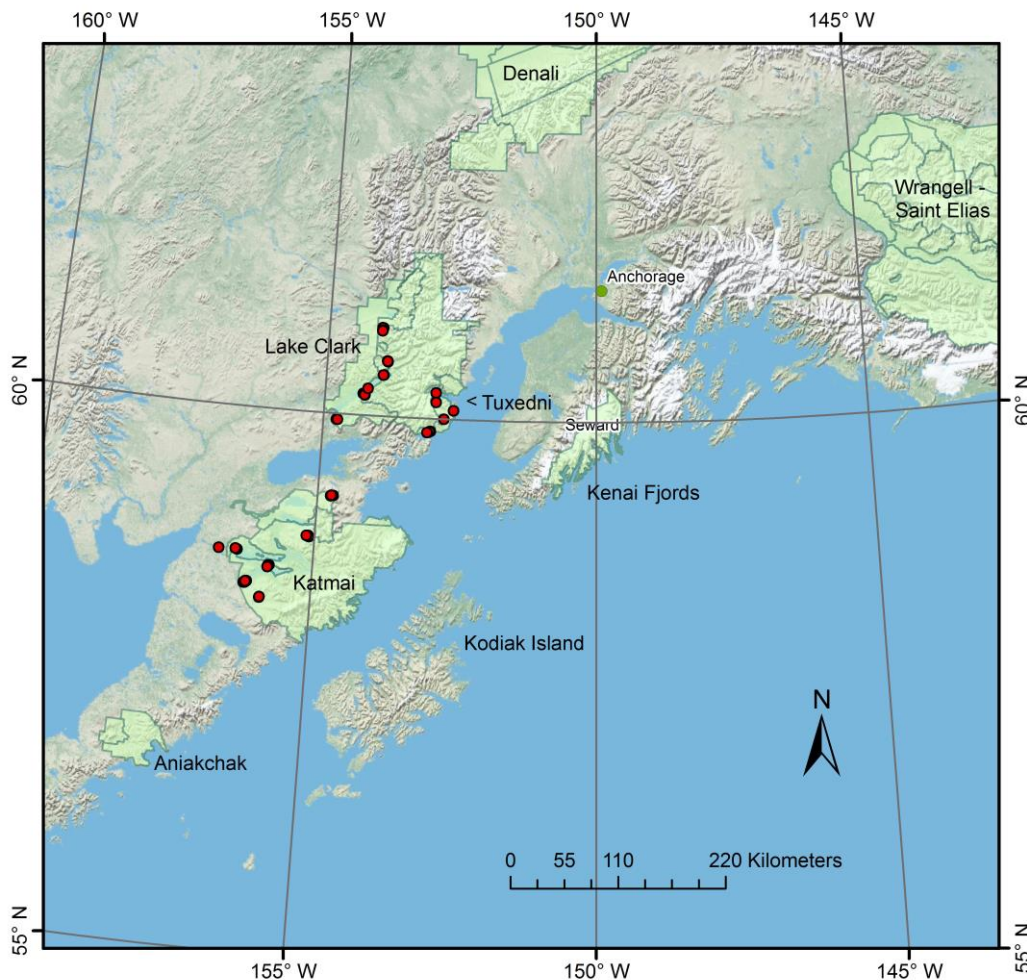 160° W
155° W
150° W
145° W
Denali
Wrangell -
Saint Elias
Anchorage
Lake Clark
60° N
60° N
< Tuxedni
Seward
Kenai Fjords
Katmai
Kodiak Island
N
Aniakchak
0 55 110 220 Kilometers
55° N
55° N
155° W
150° W
145° W